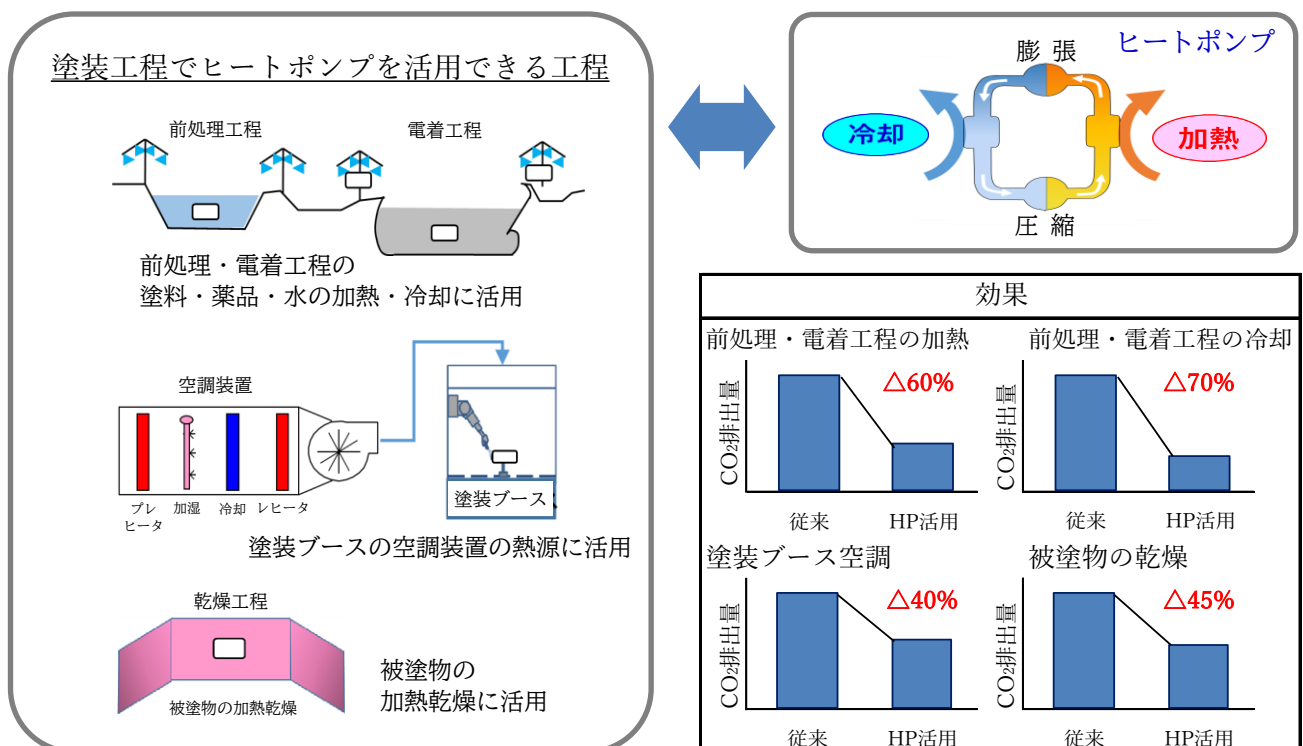 塗装工程でヒートポンプを活用できる工程
前処理工程
電着工程
前処理・電着工程の
塗料・薬品・水の加熱・冷却に活用
空調装置
プレ
ヒータ
加湿
冷却
レヒータ
塗装ブース
塗装ブースの空調装置の熱源に活用
乾燥工程
被塗物の加熱乾燥
被塗物の
加熱乾燥に活用
ヒートポンプ
膨 張
冷却
加熱
圧 縮
効果
前処理・電着工程の加熱
CO₂排出量
△60%
従来
HP活用
前処理・電着工程の冷却
CO₂排出量
△70%
従来
HP活用
塗装ブース空調
CO₂排出量
△40%
従来
HP活用
被塗物の乾燥
CO₂排出量
△45%
従来
HP活用